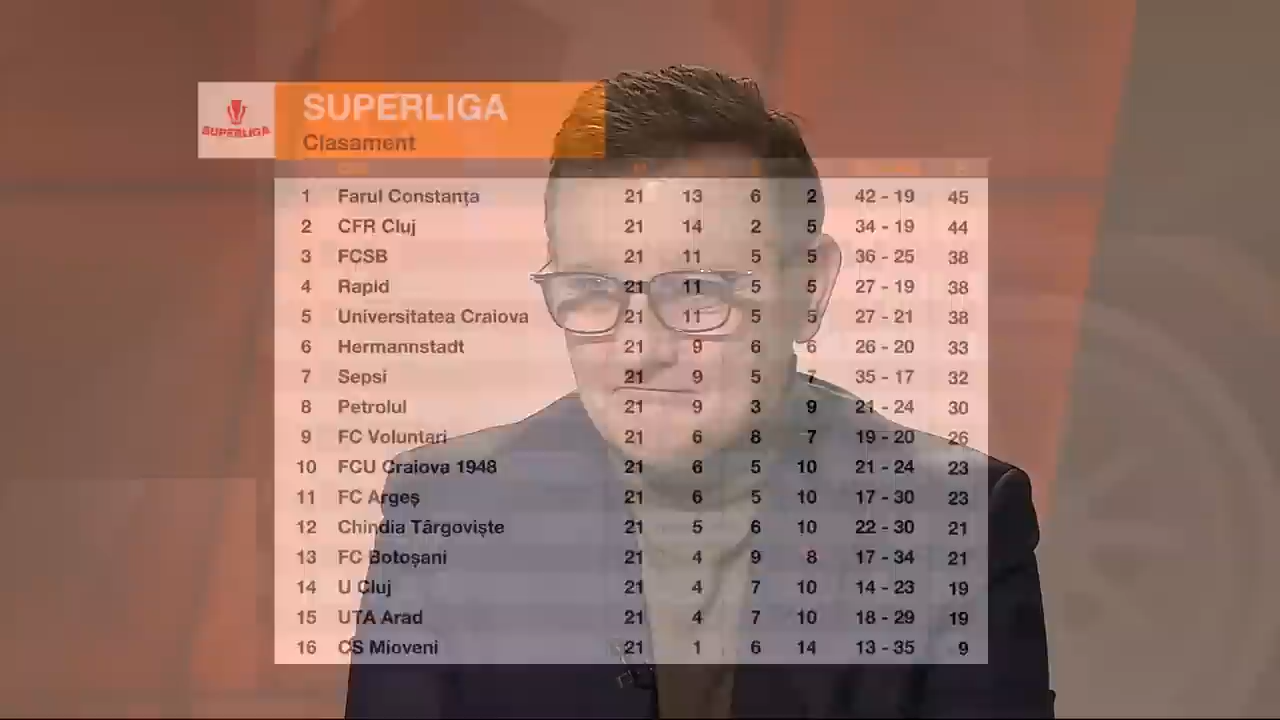 SUPERLIGA
SUPERLIGA
Clasament
1 Farul Constanța 21 13 6 2 42 - 19 45
2 CFR Cluj 21 14 2 5 34 - 19 44
3 FCSB 21 11 5 5 36 - 25 38
4 Rapid 21 11 5 5 27 - 19 38
5 Universitatea Craiova 21 11 5 5 27 - 21 38
6 Hermannstadt 21 9 6 6 26 - 20 33
7 Sepsi 21 9 5 7 35 - 17 32
8 Petrolul 21 9 3 9 21 - 24 30
9 FC Voluntari 21 6 8 7 19 - 20 26
10 FCU Craiova 1948 21 6 5 10 21 - 24 23
11 FC Argeș 21 6 5 10 17 - 30 23
12 Chindia Târgoviște 21 5 6 10 22 - 30 21
13 FC Botoșani 21 4 9 8 17 - 34 21
14 U Cluj 21 4 7 10 14 - 23 19
15 UTA Arad 21 4 7 10 18 - 29 19
16 CS Mioveni 21 1 6 14 13 - 35 9